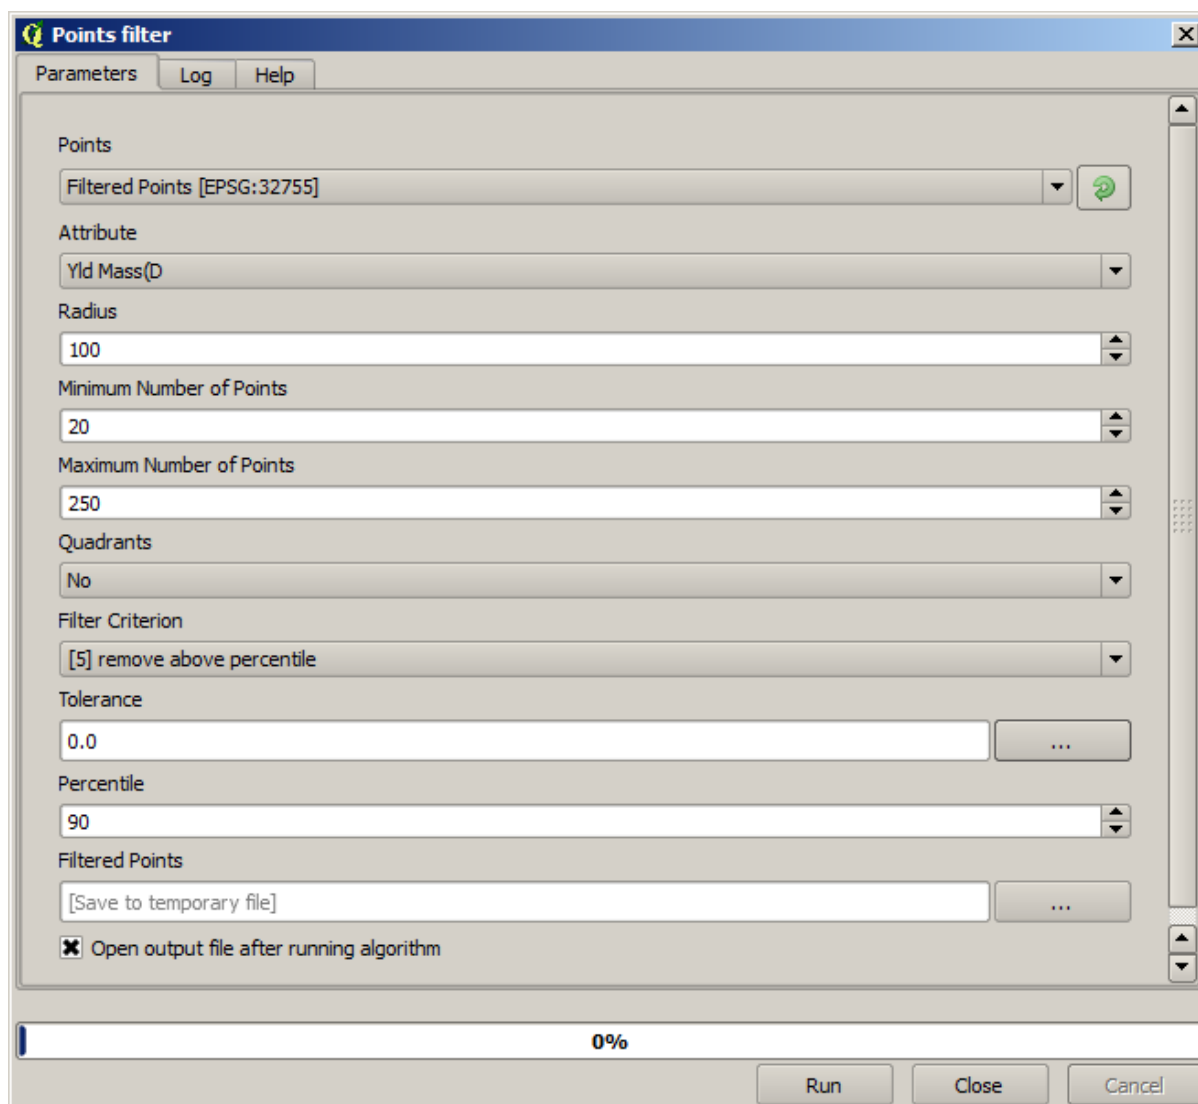 Points filter
Parameters Log Help
Points
Filtered Points [EPSG:32755]
Attribute
Yld Mass(D
Radius
100
Minimum Number of Points
20
Maximum Number of Points
250
Quadrants
No
Filter Criterion
[5] remove above percentile
Tolerance
0.0 ...
Percentile
90
Filtered Points
[Save to temporary file] ...
Open output file after running algorithm
0%
Run Close Cancel